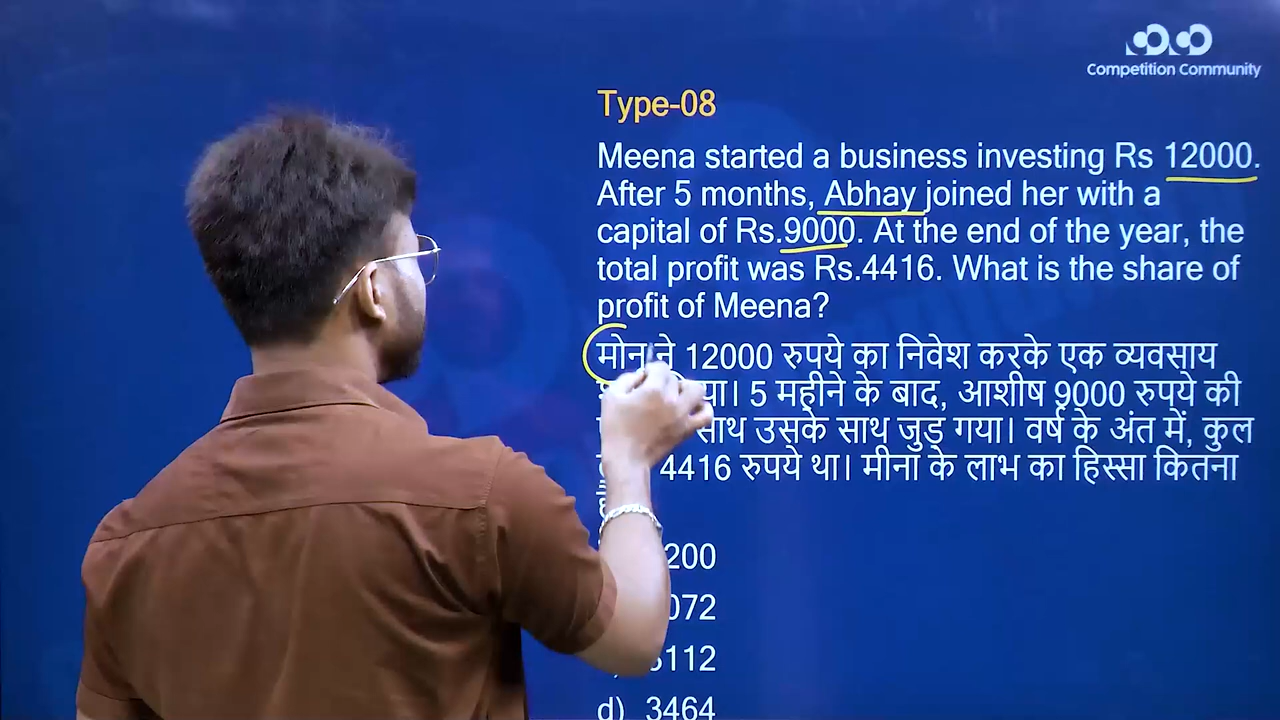 Competition Community
Type-08
Meena started a business investing Rs 12000.
After 5 months, Abhay joined her with a
capital of Rs.9000. At the end of the year, the
total profit was Rs.4416. What is the share of
profit of Meena?
ने 12000 रुपये का निवेश करके एक व्यवसाय
5 महीने के बाद, आशीष 9000 रुपये की
साथ उसके साथ जुड़ गया। वर्ष के अंत में, कुल
4416 रुपये था। मीना के लाभ का हिस्सा कितना
200
072
112
d) 3464